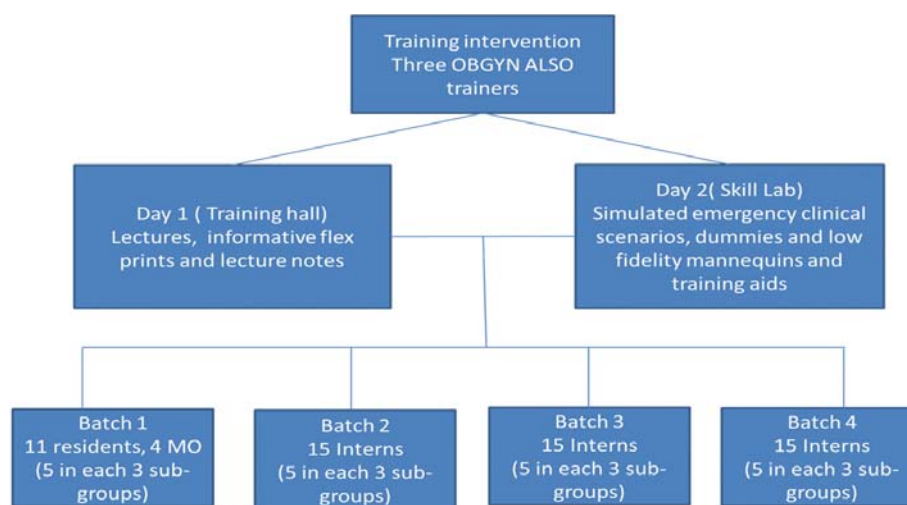 Training intervention
Three OBGYN ALSO
trainers
Day 1 ( Training hall)
Lectures, informative flex
prints and lecture notes
Day 2( Skill Lab)
Simulated emergency clinical
scenarios, dummies and low
fidelity mannequins and
training aids
Batch 1
11 residents, 4 MO
(5 in each 3 sub-
groups)
Batch 2
15 Interns
(5 in each 3 sub-
groups)
Batch 3
15 Interns
(5 in each 3 sub-
groups)
Batch 4
15 Interns
(5 in each 3 sub-
groups)